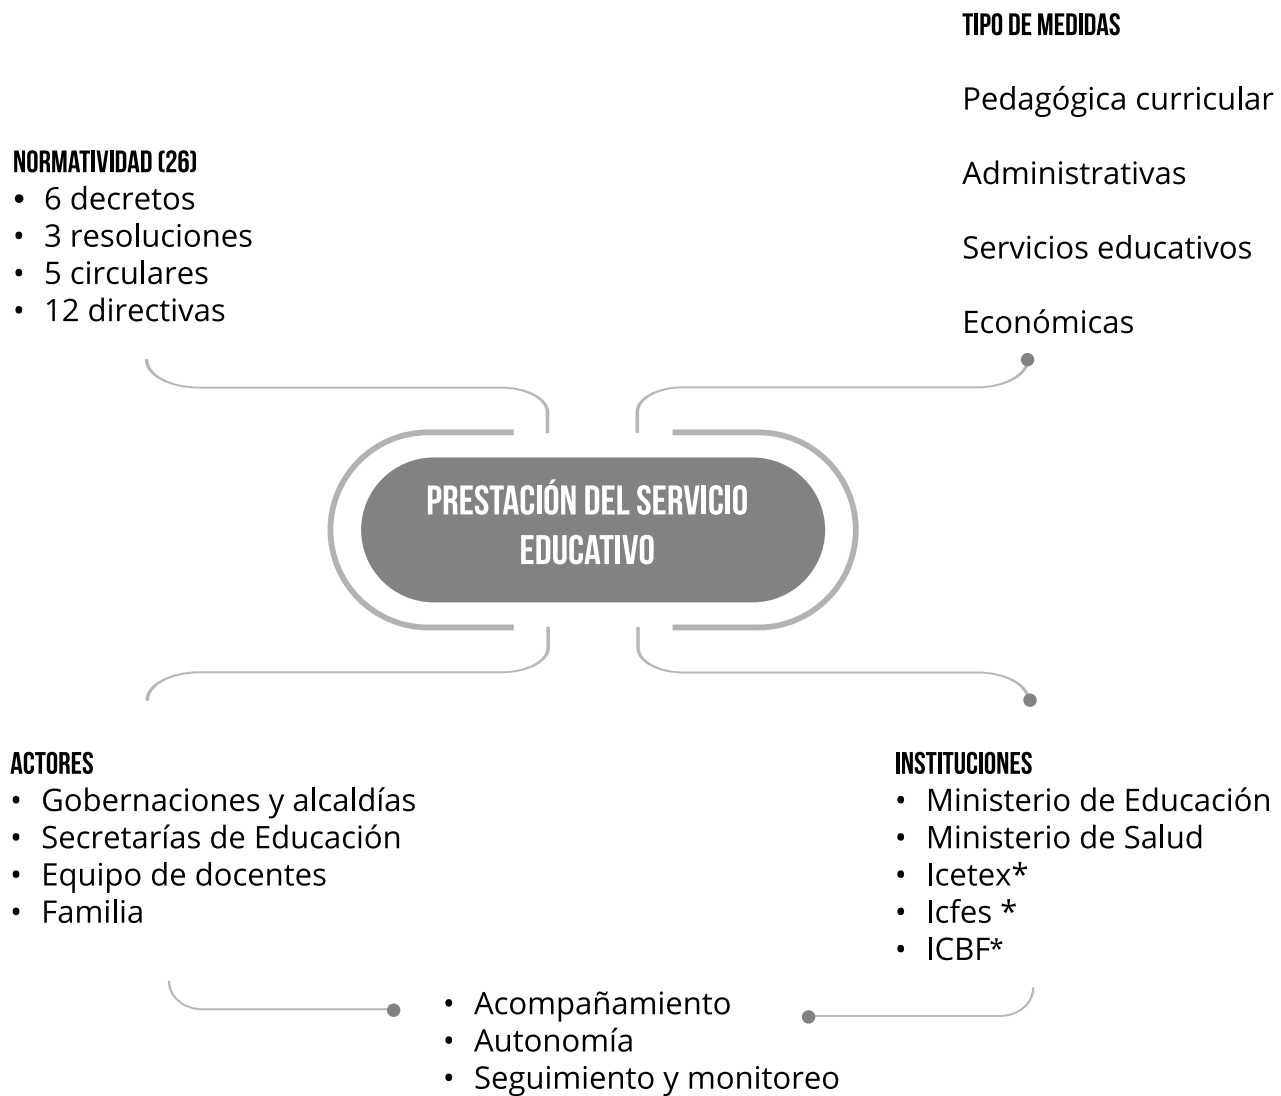 TIPO DE MEDIDAS
Pedagógica curricular
Administrativas
Servicios educativos
Económicas
NORMATIVIDAD (26)
• 6 decretos
• 3 resoluciones
• 5 circulares
• 12 directivas
PRESTACIÓN DEL SERVICIO
EDUCATIVO
ACTORES
• Gobernaciones y alcaldías
• Secretarías de Educación
• Equipo de docentes
• Familia
INSTITUCIONES
• Ministerio de Educación
• Ministerio de Salud
• Icetex*
• Icfes *
• ICBF*
• Acompañamiento
• Autonomía
• Seguimiento y monitoreo